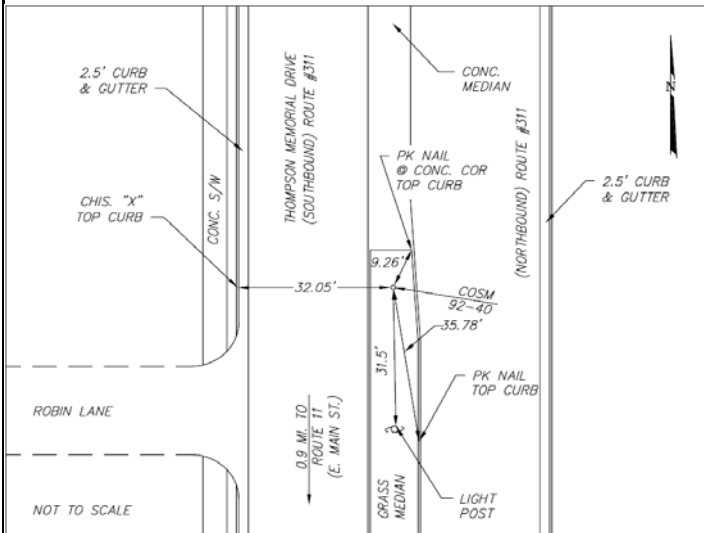 2.5' CURB
& GUTTER
THOMPSON MEMORIAL DRIVE
(SOUTHBOUND) ROUTE #311
CONC.
MEDIAN
N
PK NAIL
@ CONC. COR
TOP CURB
(NORTHBOUND) ROUTE #311
2.5' CURB
& GUTTER
CHIS. "X"
TOP CURB
CONC. S/W
9.26'
32.05'
COSM
92-40
35.78'
31.5'
PK NAIL
TOP CURB
ROBIN LANE
0.9 MI. TO
ROUTE 11
(E. MAIN ST.)
GRASS
MEDIAN
LIGHT
POST
NOT TO SCALE